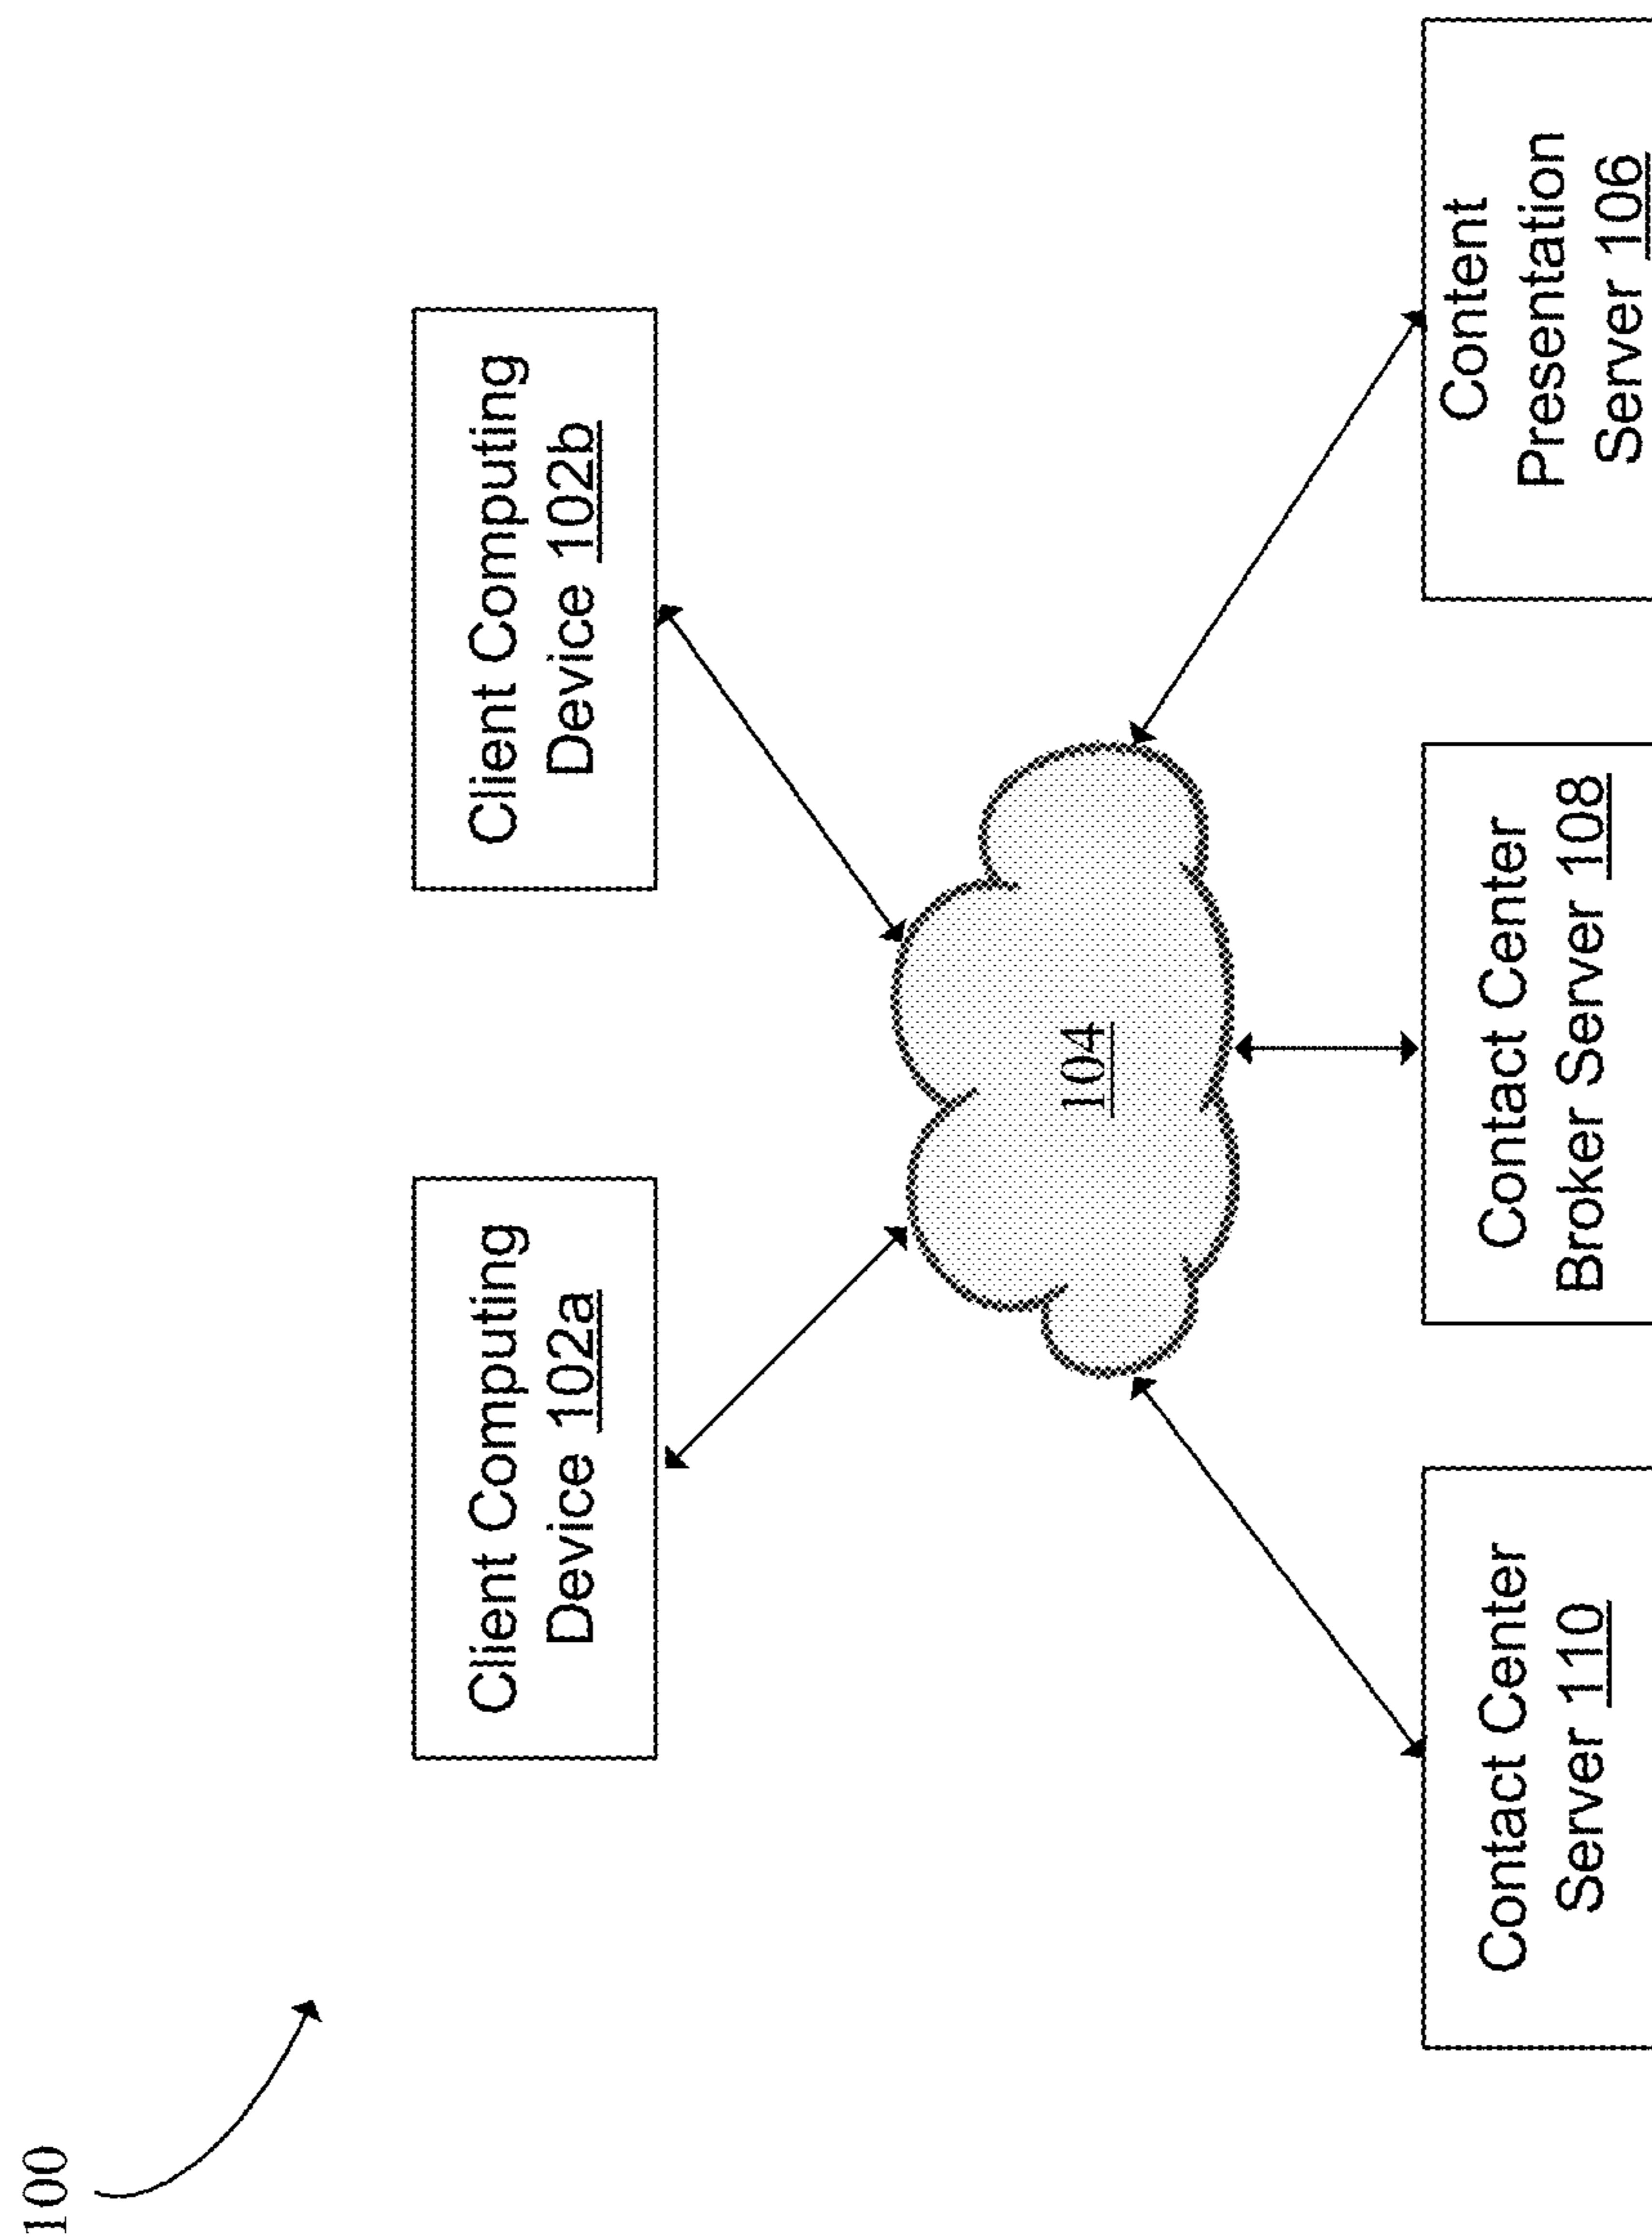 100
Client Computing
Device 102a
Client Computing
Device 102b
104
Contact Center
Server 110
Contact Center
Broker Server 108
Content
Presentation
Server 106